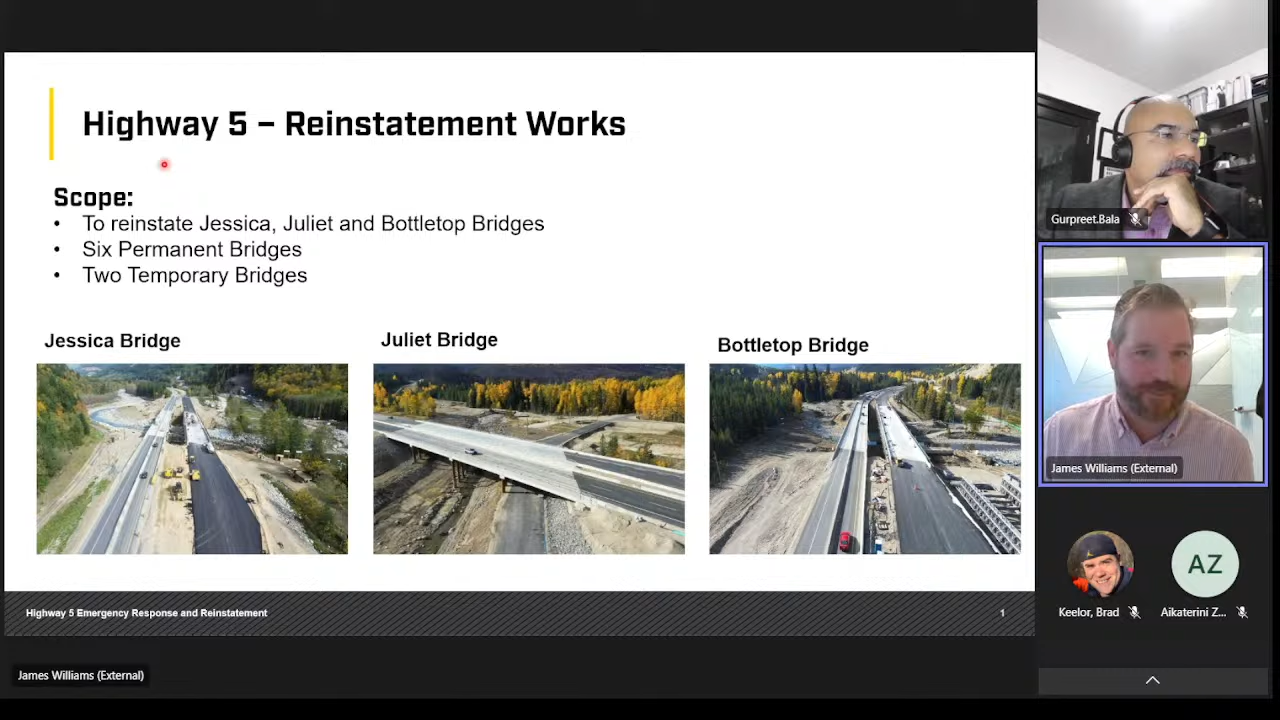 Highway 5 – Reinstatement Works
Scope:
• To reinstate Jessica, Juliet and Bottletop Bridges
• Six Permanent Bridges
• Two Temporary Bridges
Jessica Bridge
Juliet Bridge
Bottletop Bridge
Highway 5 Emergency Response and Reinstatement
1
James Williams (External)
Gurpreet.Bala
James Williams (External)
AZ
Keelor, Brad
Aikaterini Z...